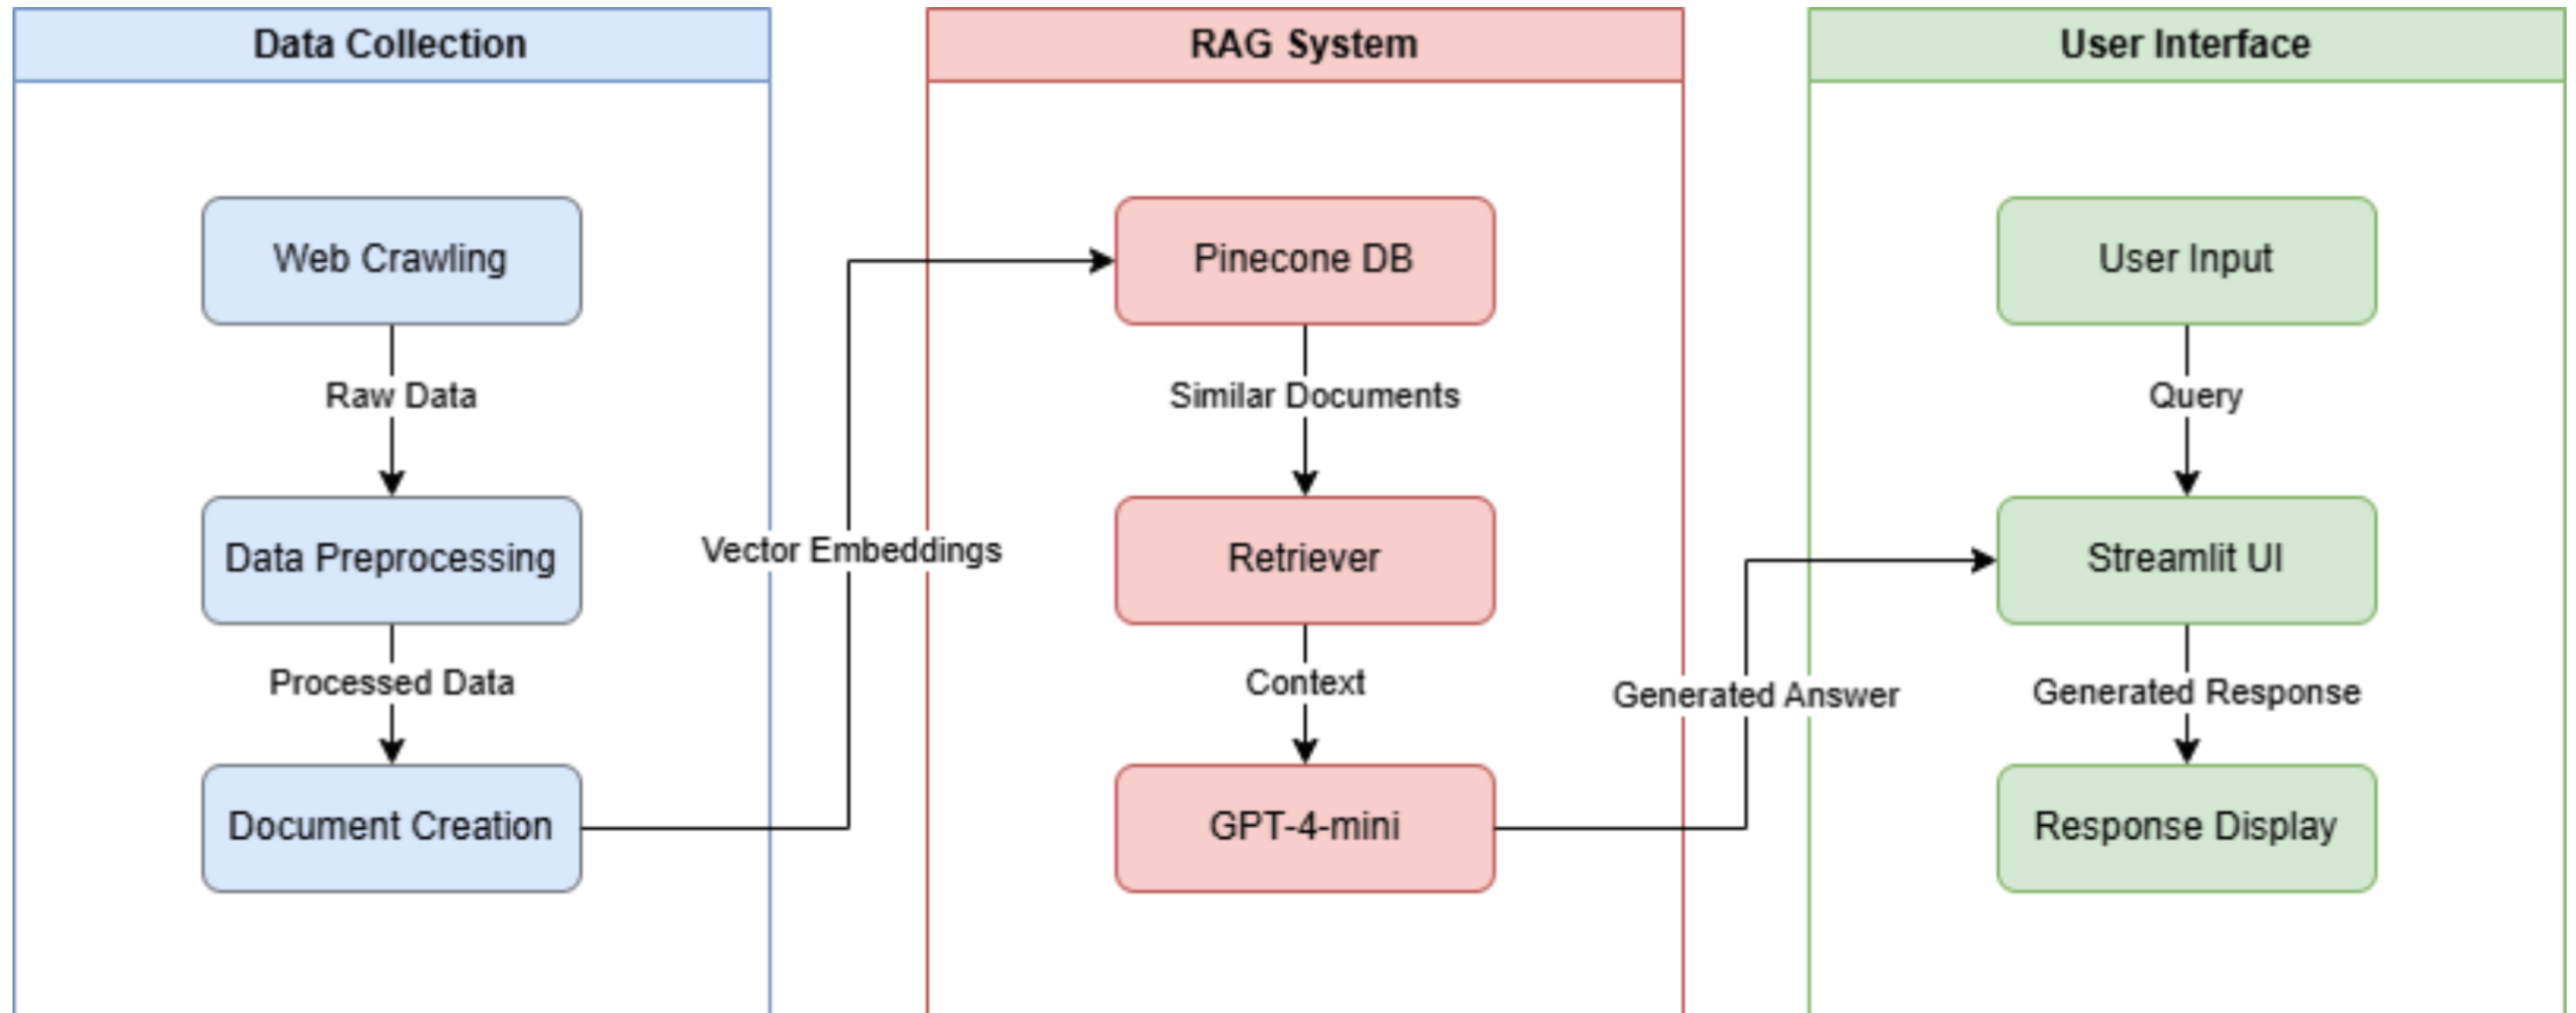 Data Collection
Web Crawling
Raw Data
Data Preprocessing
Processed Data
Document Creation
Vector Embeddings
RAG System
Pinecone DB
Similar Documents
Retriever
Context
GPT-4-mini
Generated Answer
User Interface
User Input
Query
Streamlit UI
Generated Response
Response Display